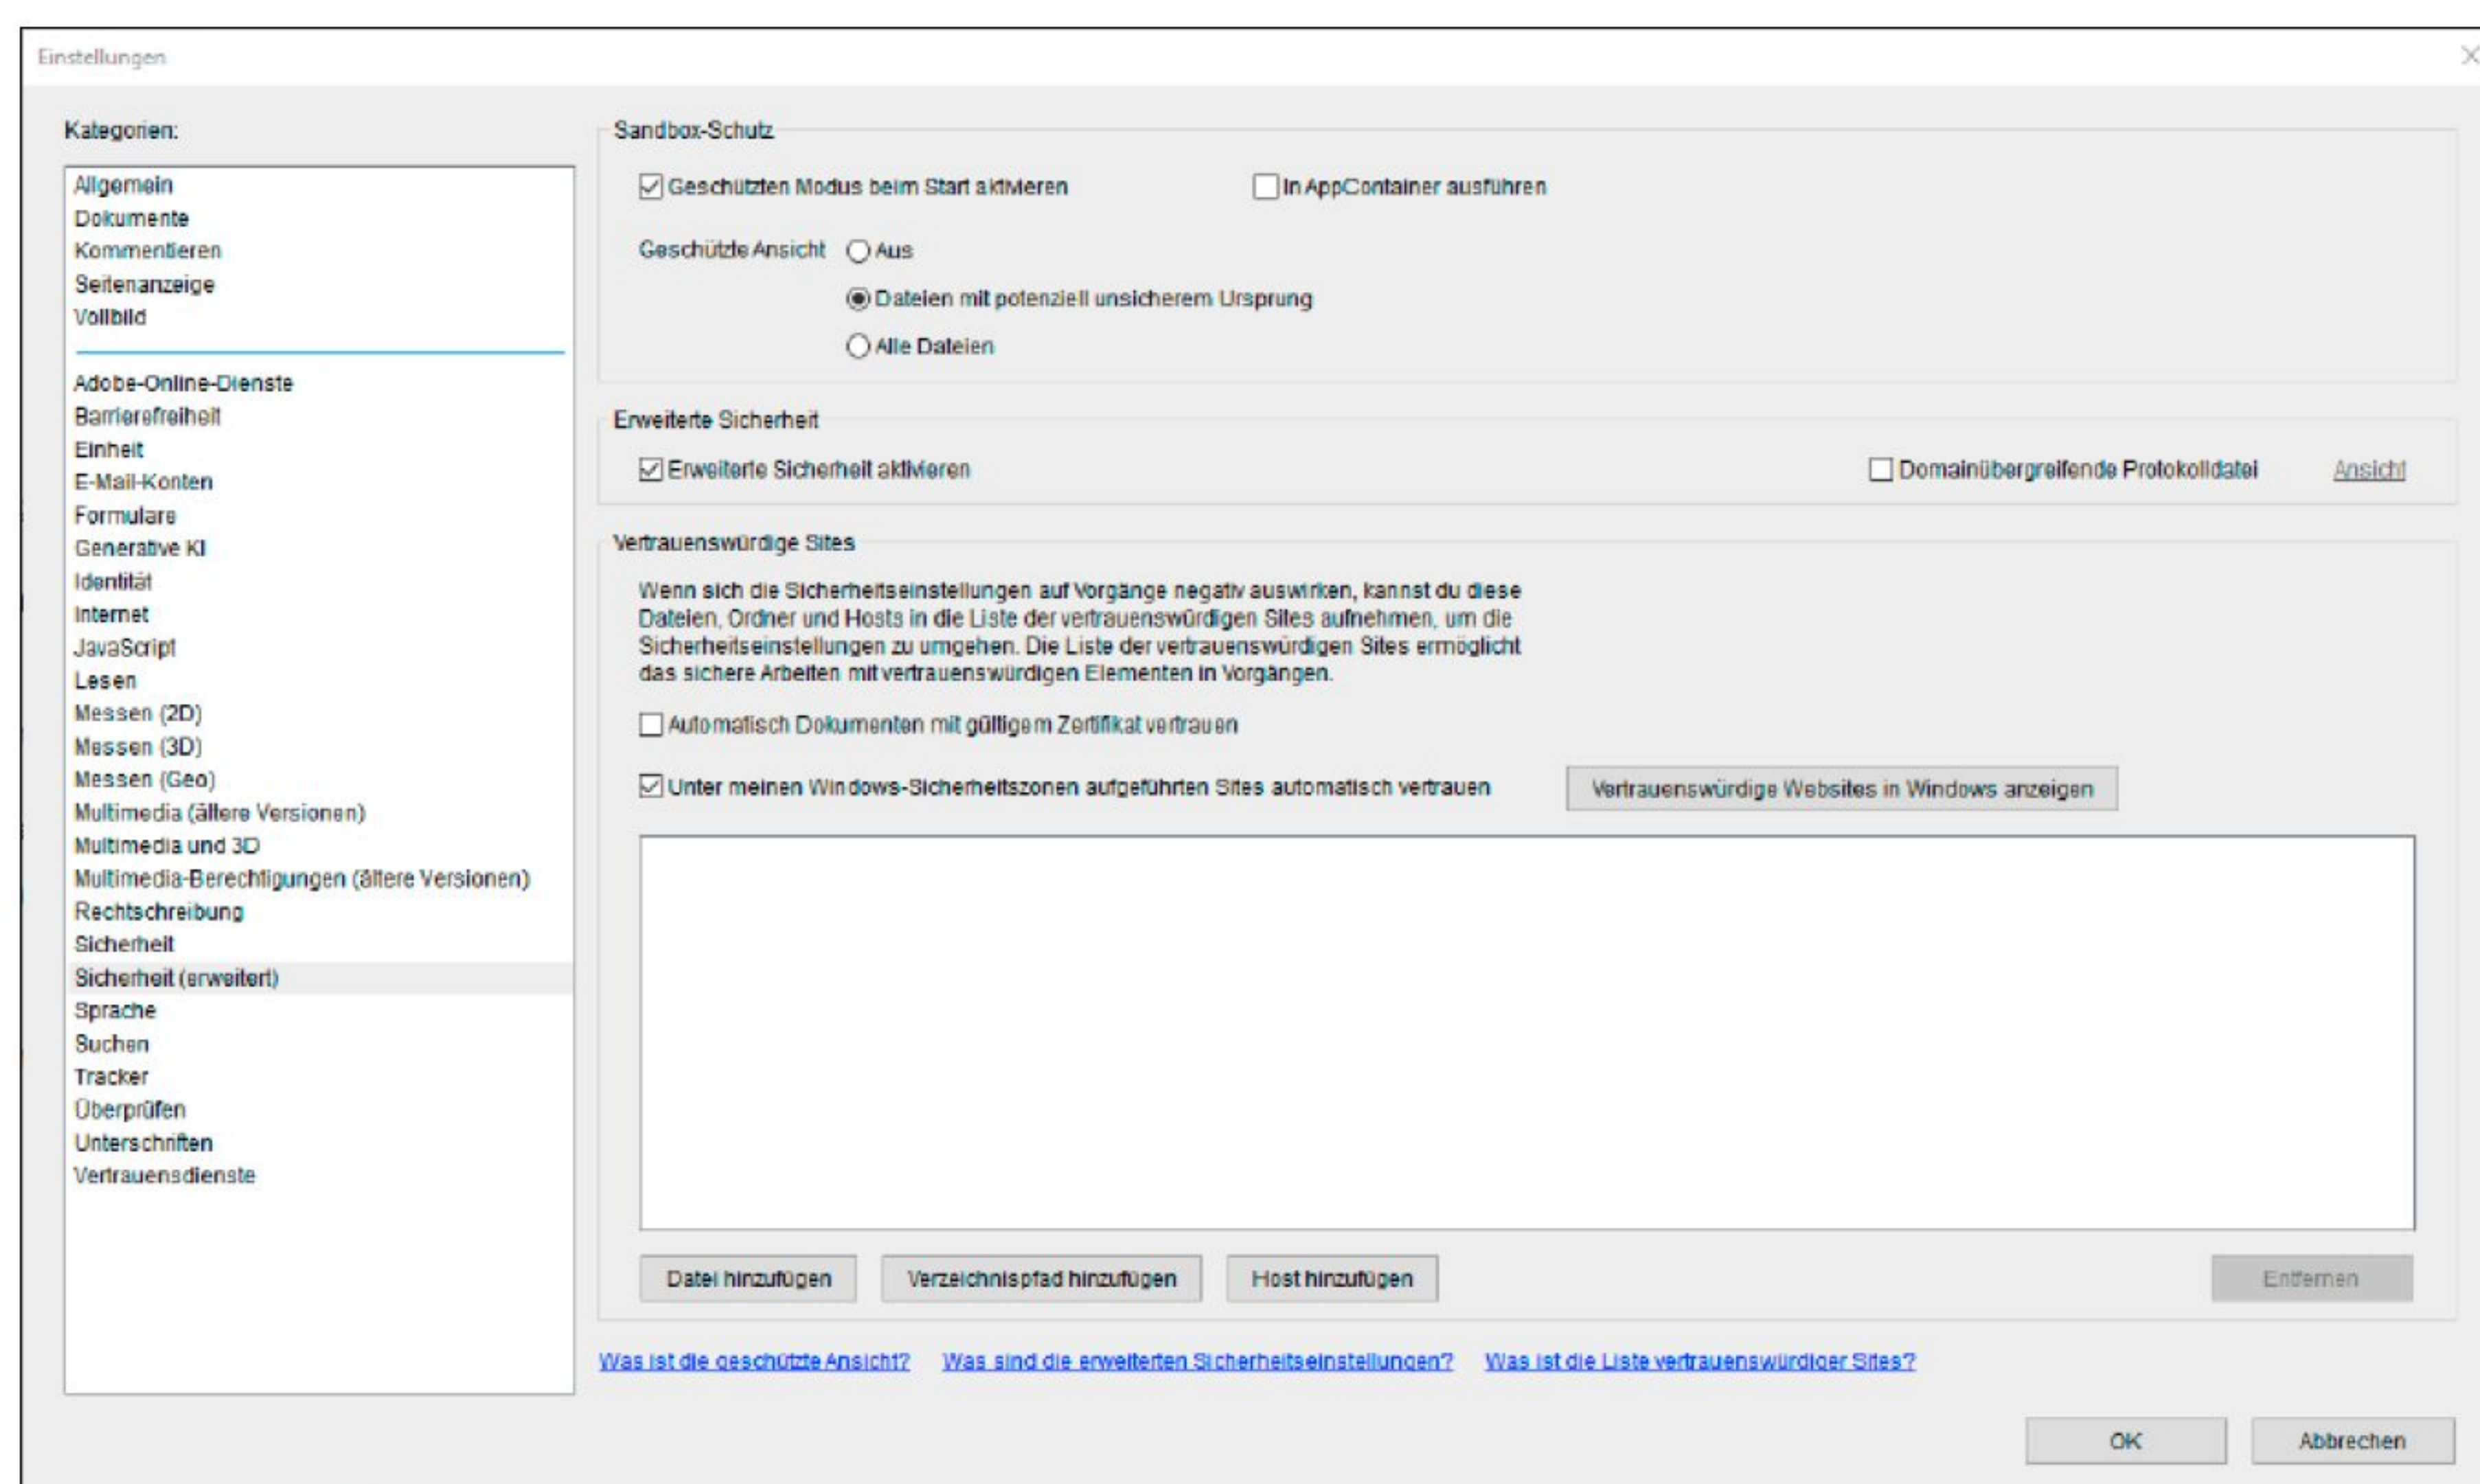 Einstellungen
Kategorien:
Allgemein
Dokumente
Kommentieren
Seitenanzeige
Vollbild
Adobe-Online-Dienste
Barrierefreiheit
Einheit
E-Mail-Konten
Formulare
Generative KI
Identität
Internet
JavaScript
Lesen
Messen (2D)
Messen (3D)
Messen (Geo)
Multimedia (ältere Versionen)
Multimedia und 3D
Multimedia-Berechtigungen (ältere Versionen)
Rechtschreibung
Sicherheit
Sicherheit (erweitert)
Sprache
Suchen
Tracker
Überprüfen
Unterschriften
Vertrauensdienste
Sandbox-Schutz
Geschützten Modus beim Start aktivieren
In AppContainer ausführen
Geschützte Ansicht
Aus
Dateien mit potenziell unsicherem Ursprung
Alle Dateien
Erweiterte Sicherheit
Erweiterte Sicherheit aktivieren
Domainübergreifende Protokolldatei
Ansicht
Vertrauenswürdige Sites
Wenn sich die Sicherheitseinstellungen auf Vorgänge negativ auswirken, kannst du diese
Dateien, Ordner und Hosts in die Liste der vertrauenswürdigen Sites aufnehmen, um die
Sicherheitseinstellungen zu umgehen. Die Liste der vertrauenswürdigen Sites ermöglicht
das sichere Arbeiten mit vertrauenswürdigen Elementen in Vorgängen.
Automatisch Dokumenten mit gültigem Zertifikat vertrauen
Unter meinen Windows-Sicherheitszonen aufgeführten Sites automatisch vertrauen
Vertrauenswürdige Websites in Windows anzeigen
Datei hinzufügen
Verzeichnispfad hinzufügen
Host hinzufügen
Entfernen
Was ist die geschützte Ansicht?
Was sind die erweiterten Sicherheitseinstellungen?
Was ist die Liste vertrauenswürdiger Sites?
OK
Abbrechen